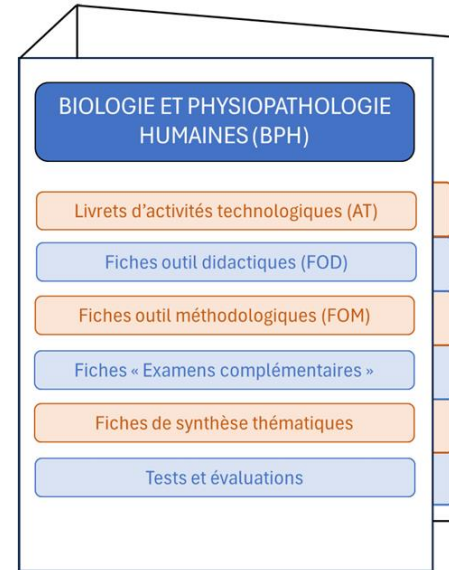 BIOLOGIE ET PHYSIOPATHOLOGIE
HUMAINES (BPH)
Livrets d’activités technologiques (AT)
Fiches outil didactiques (FOD)
Fiches outil méthodologiques (FOM)
Fiches « Examens complémentaires »
Fiches de synthèse thématiques
Tests et évaluations